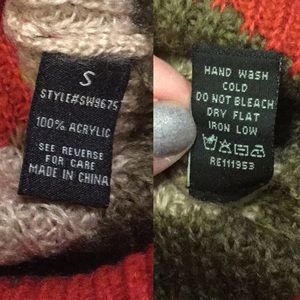 S
STYLE#SW9675
100% ACRYLIC
SEE REVERSE
FOR CARE
MADE IN CHINA
HAND WASH
COLD
DO NOT BLEACH
DRY FLAT
IRON LOW
RE111953